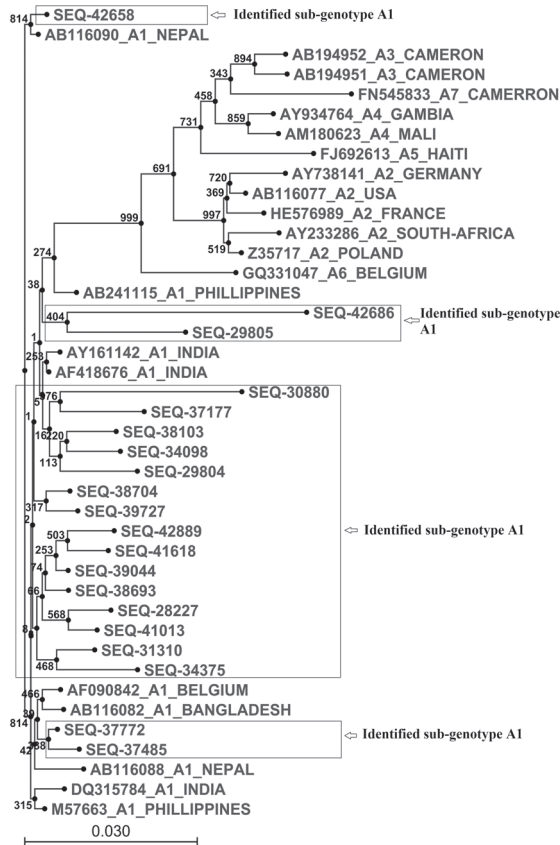 814
SEQ-42658
Identified sub-genotype A1
AB116090_A1_NEPAL
894
AB194952_A3_CAMERON
343
AB194951_A3_CAMERON
FN545833_A7_CAMERRON
458
AY934764_A4_GAMBIA
859
731
AM180623_A4_MALI
FJ692613_A5_HAITI
691
720
AY738141_A2_GERMANY
369
AB116077_A2_USA
999
997
HE576989_A2_FRANCE
AY233286_A2_SOUTH-AFRICA
519
274
Z35717_A2_POLAND
GQ331047_A6_BELGIUM
38
AB241115_A1_PHILLIPPINES
404
SEQ-42686
Identified sub-genotype
A1
SEQ-29805
1
253
AY161142_A1_INDIA
AF418676_A1_INDIA
5
976
SEQ-30880
1
SEQ-37177
16
220
SEQ-38103
SEQ-34098
113
SEQ-29804
SEQ-38704
317
SEQ-39727
2
503
SEQ-42889
Identified sub-genotype A1
253
SEQ-41618
74
SEQ-39044
66
SEQ-38693
568
SEQ-28227
8
SEQ-41013
SEQ-31310
468
SEQ-34375
466
AF090842_A1_BELGIUM
39
AB116082_A1_BANGLADESH
814
SEQ-37772
Identified sub-genotype A1
42
SEQ-37485
AB116088_A1_NEPAL
DQ315784_A1_INDIA
315
M57663_A1_PHILLIPPINES
0.030